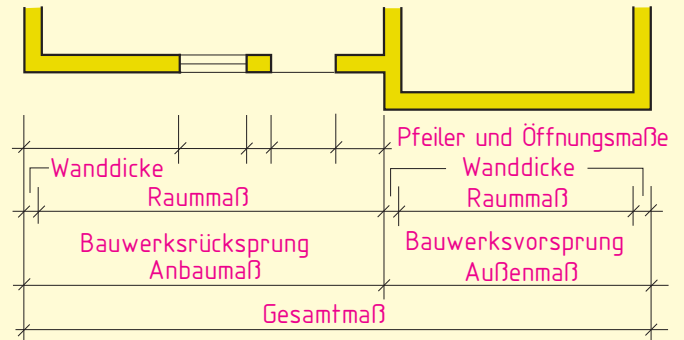 Pfeiler und Öffnungsmaße
Wanddicke
Wanddicke
Raummaß
Raummaß
Bauwerksrücksprung
Anbaumaß
Bauwerksvorsprung
Außenmaß
Gesamtmaß